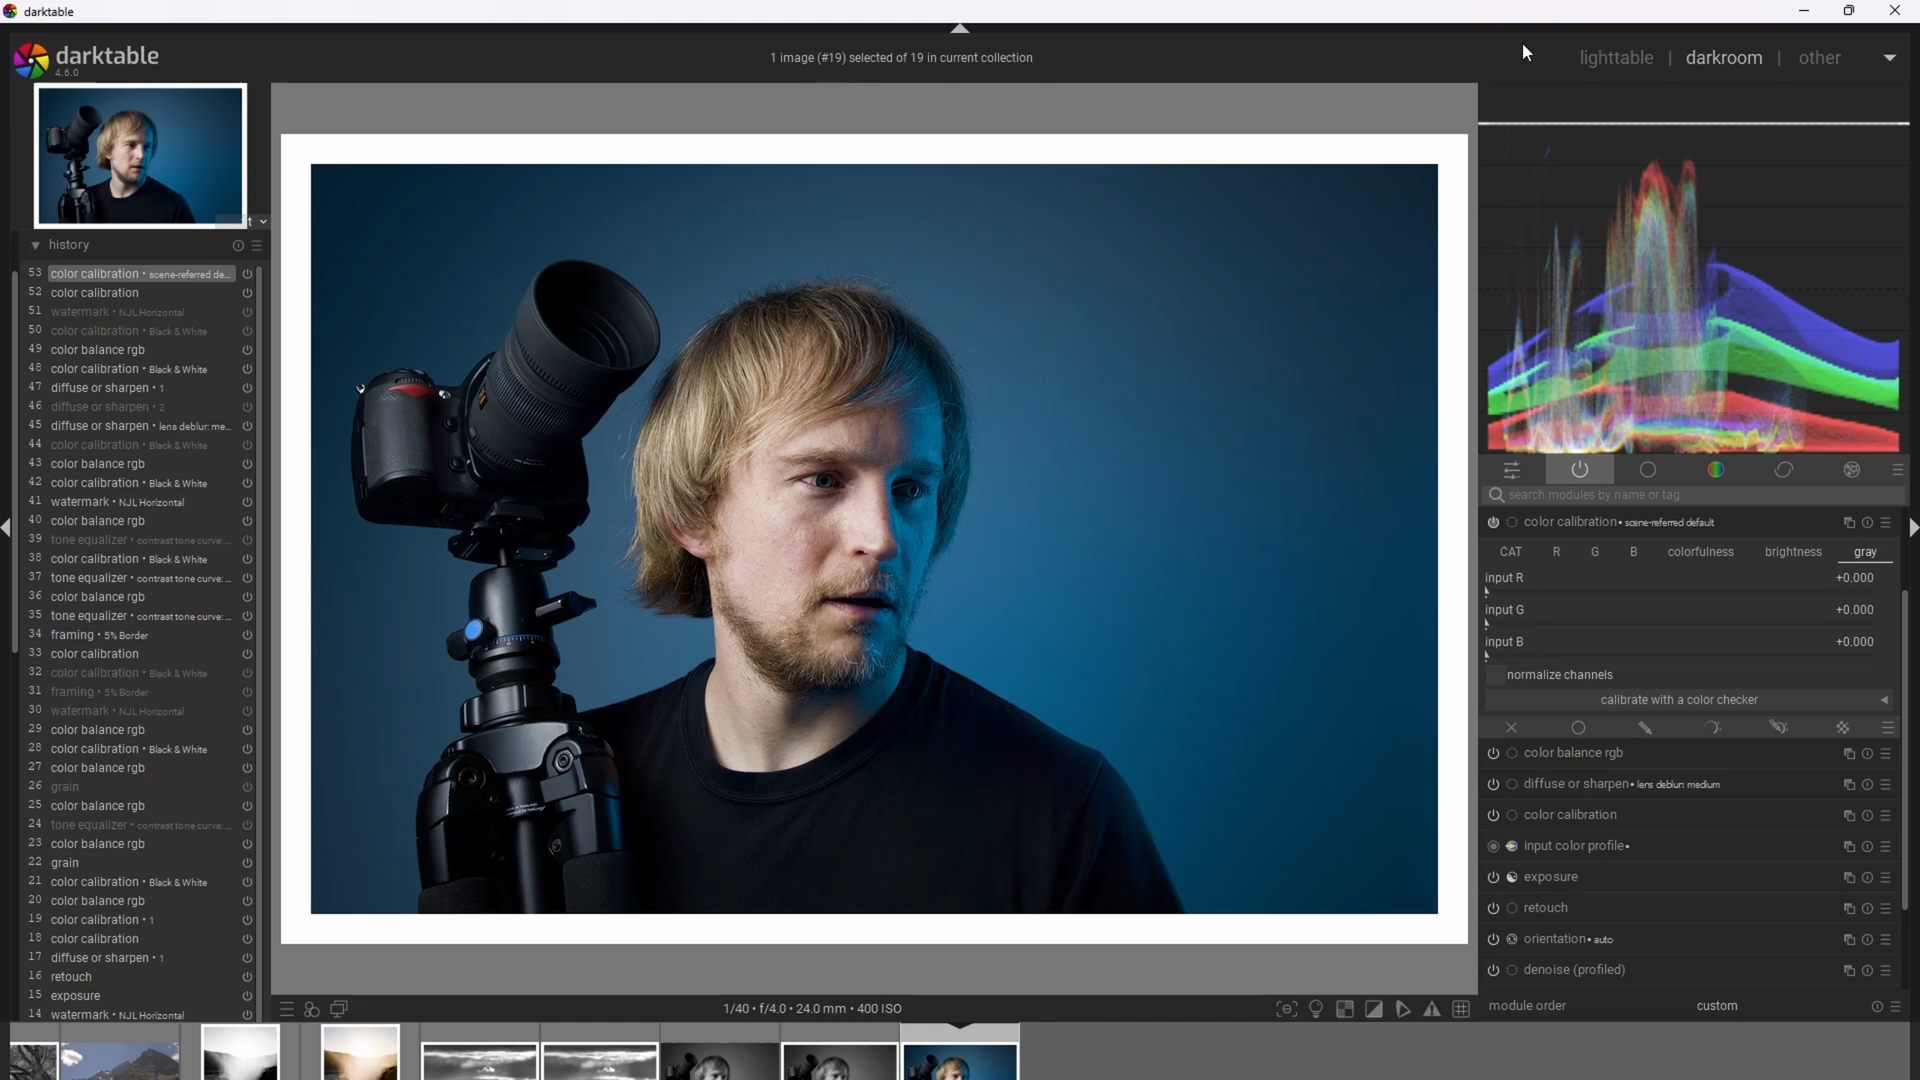 darktable
darktable
4.6.0
1 image (#19) selected of 19 in current collection
lighttable | darkroom | other
history
53 color calibration • scene-referred de...
52 color calibration
51 watermark • NJL Horizontal
50 color calibration • Black & White
49 color balance rgb
48 color calibration • Black & White
47 diffuse or sharpen • 1
46 diffuse or sharpen • 2
45 diffuse or sharpen • lens deblur: me...
44 color calibration • Black & White
43 color balance rgb
42 color calibration • Black & White
41 watermark • NJL Horizontal
40 color balance rgb
39 tone equalizer • contrast tone curve: ...
38 color calibration • Black & White
37 tone equalizer • contrast tone curve: ...
36 color balance rgb
35 tone equalizer • contrast tone curve: ...
34 framing • 5% Border
33 color calibration
32 color calibration • Black & White
31 framing • 5% Border
30 watermark • NJL Horizontal
29 color balance rgb
28 color calibration • Black & White
27 color balance rgb
26 grain
25 color balance rgb
24 tone equalizer • contrast tone curve: ...
23 color balance rgb
22 grain
21 color calibration • Black & White
20 color balance rgb
19 color calibration • 1
18 color calibration
17 diffuse or sharpen • 1
16 retouch
15 exposure
14 watermark • NJL Horizontal
1/40 • f/4.0 • 24.0 mm • 400 ISO
search modules by name or tag
color calibration • scene-referred default
CAT R G B colorfulness brightness gray
input R +0.000
input G +0.000
input B +0.000
normalize channels
calibrate with a color checker
color balance rgb
diffuse or sharpen • lens deblur: medium
color calibration
input color profile •
exposure
retouch
orientation • auto
denoise (profiled)
module order custom